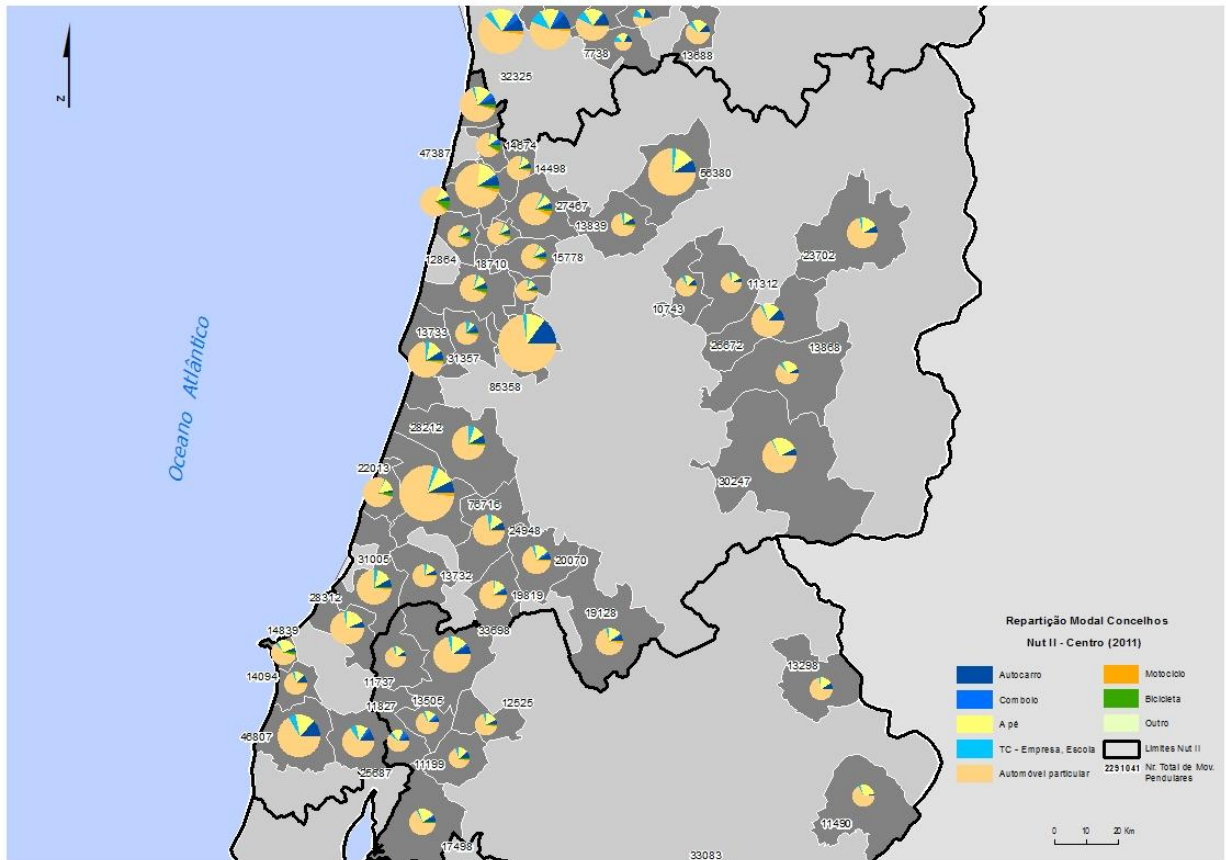 N
32325
7738
13688
47387
14674
14498
56380
27467
13839
23702
12864
18710
15778
11312
10743
13733
31357
26672
13868
85358
28212
22013
76716
24948
30247
31005
13732
20070
28312
19819
19128
14839
33698
14094
11737
13298
11827
13505
12525
46807
25687
11199
11490
17498
33083
Oceano Atlântico
Repartição Modal Concelhos
Nut II - Centro (2011)
Autocarro
Comboio
A pé
TC - Empresa, Escola
Automóvel particular
Motociclo
Bicicleta
Outro
Limites Nut II
2291041 Nr. Total de Mov.
Pendulares
0 10 20 Km